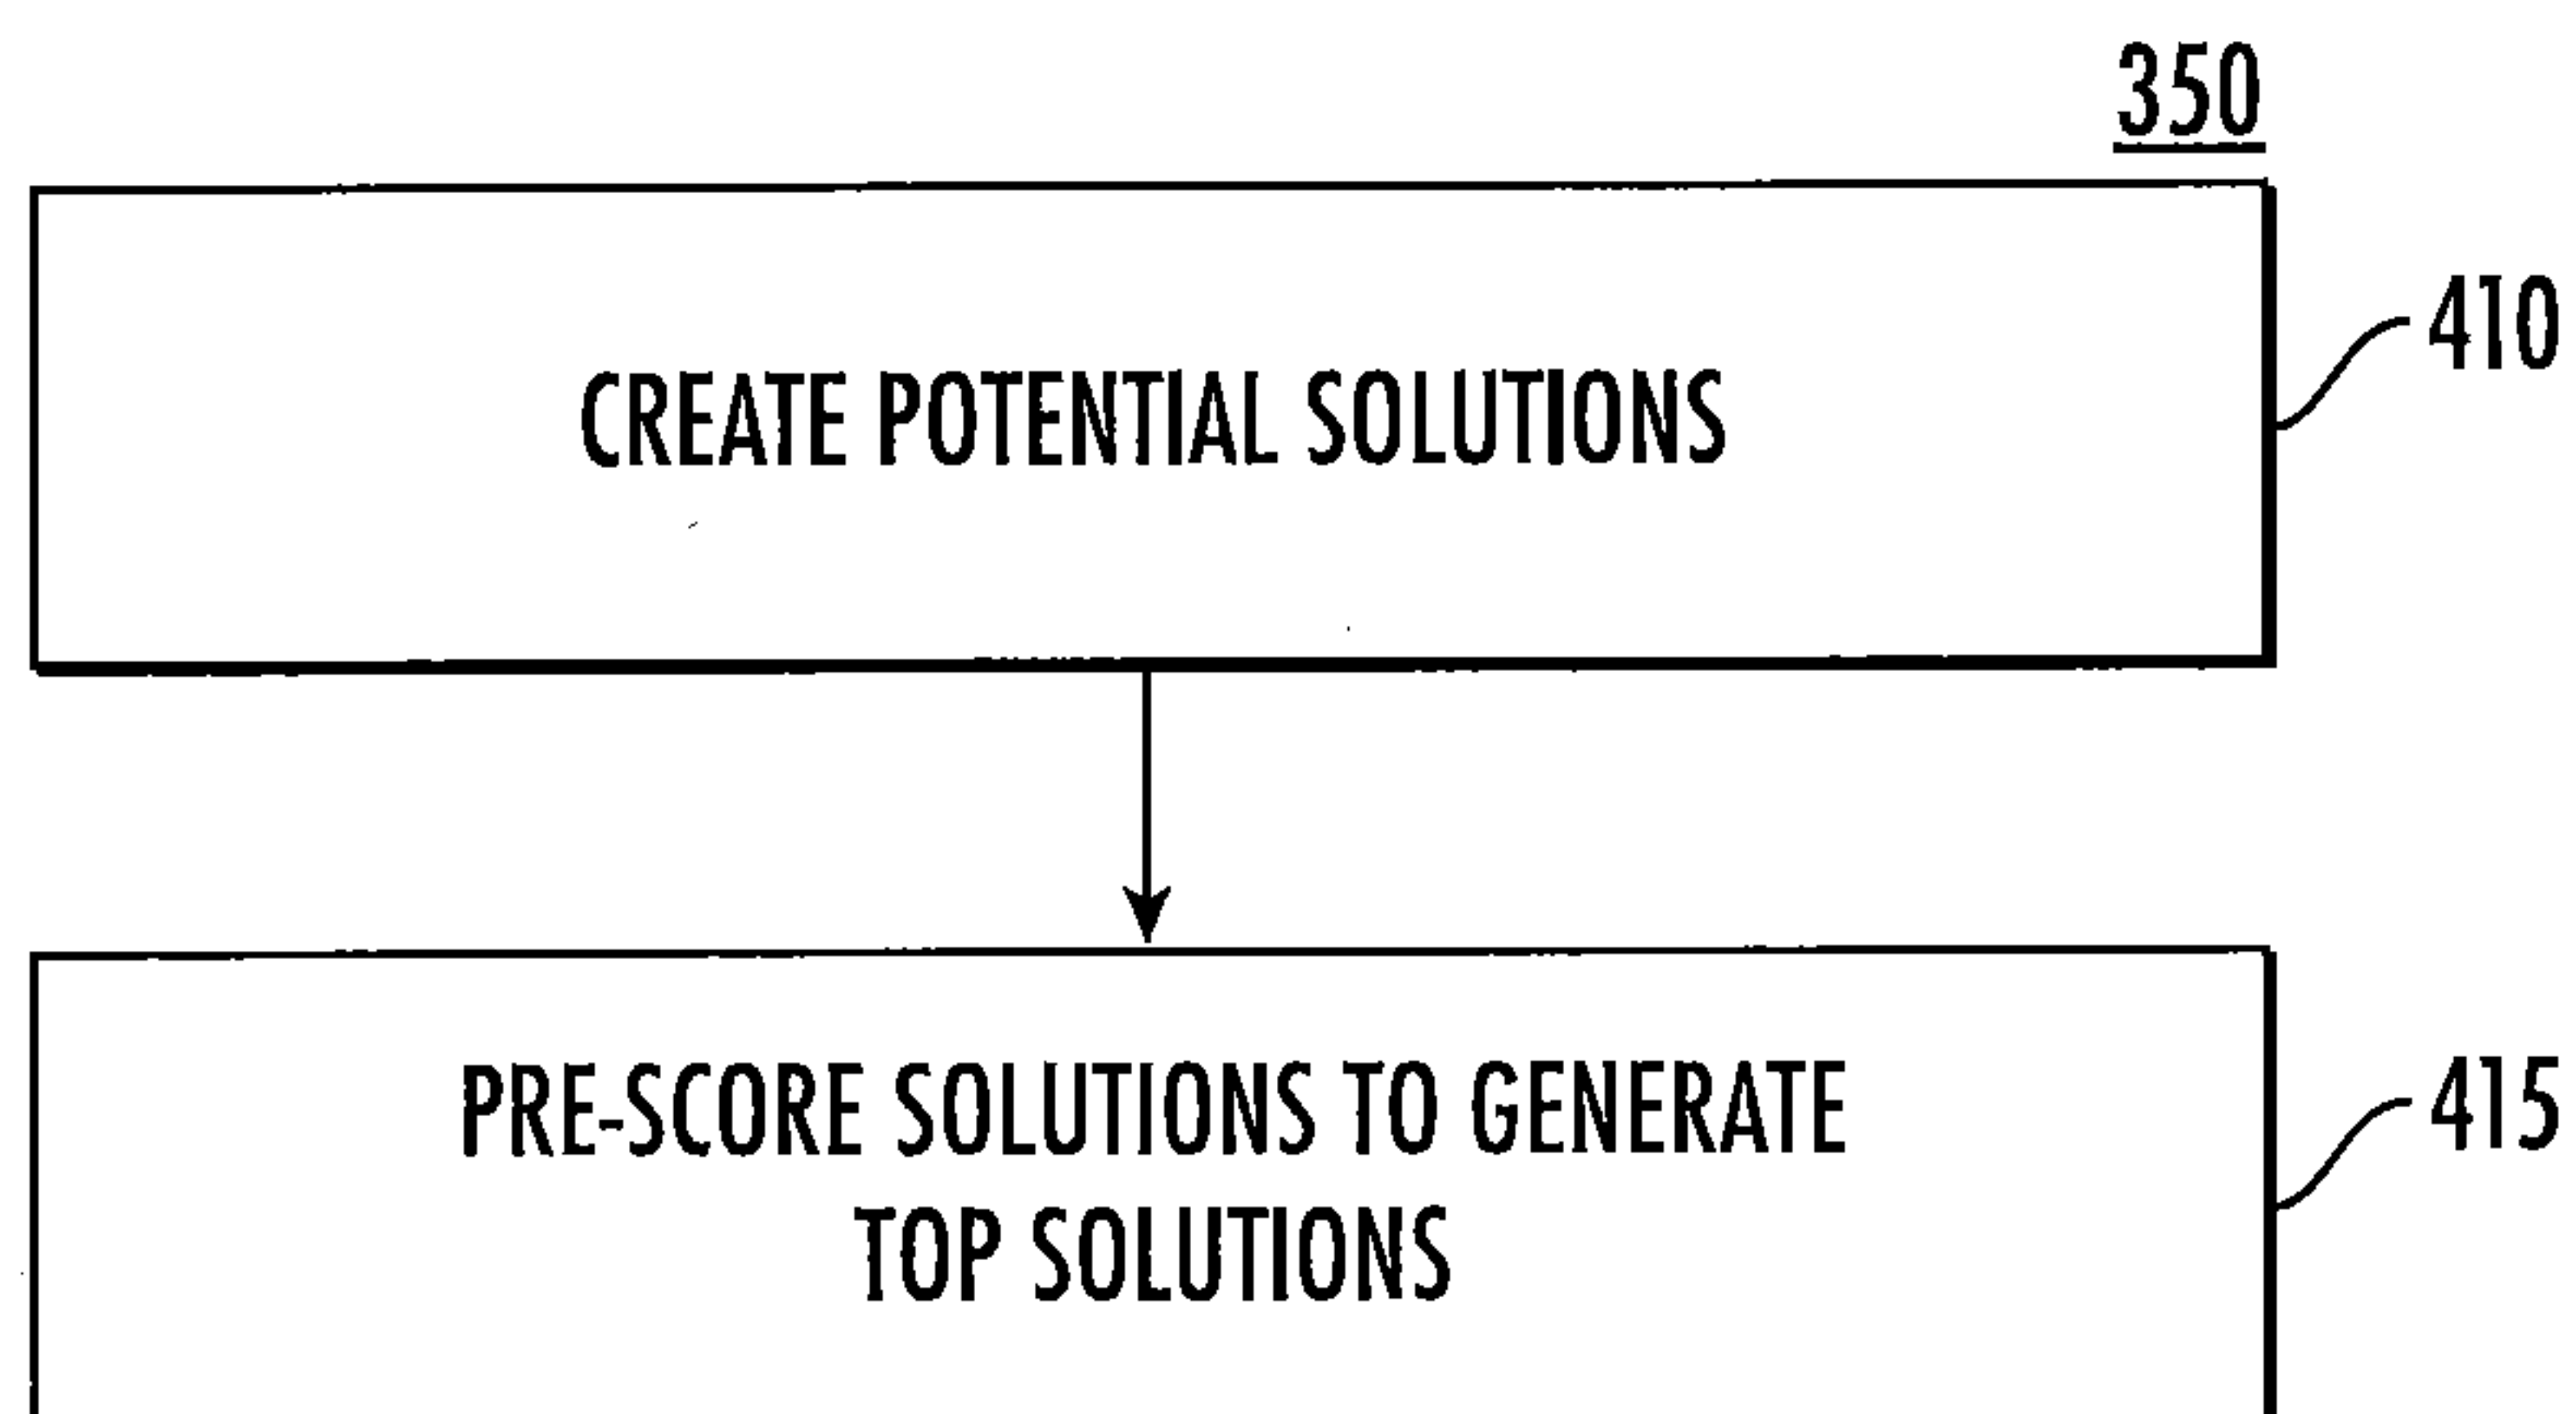 350
CREATE POTENTIAL SOLUTIONS
410
PRE-SCORE SOLUTIONS TO GENERATE
TOP SOLUTIONS
415